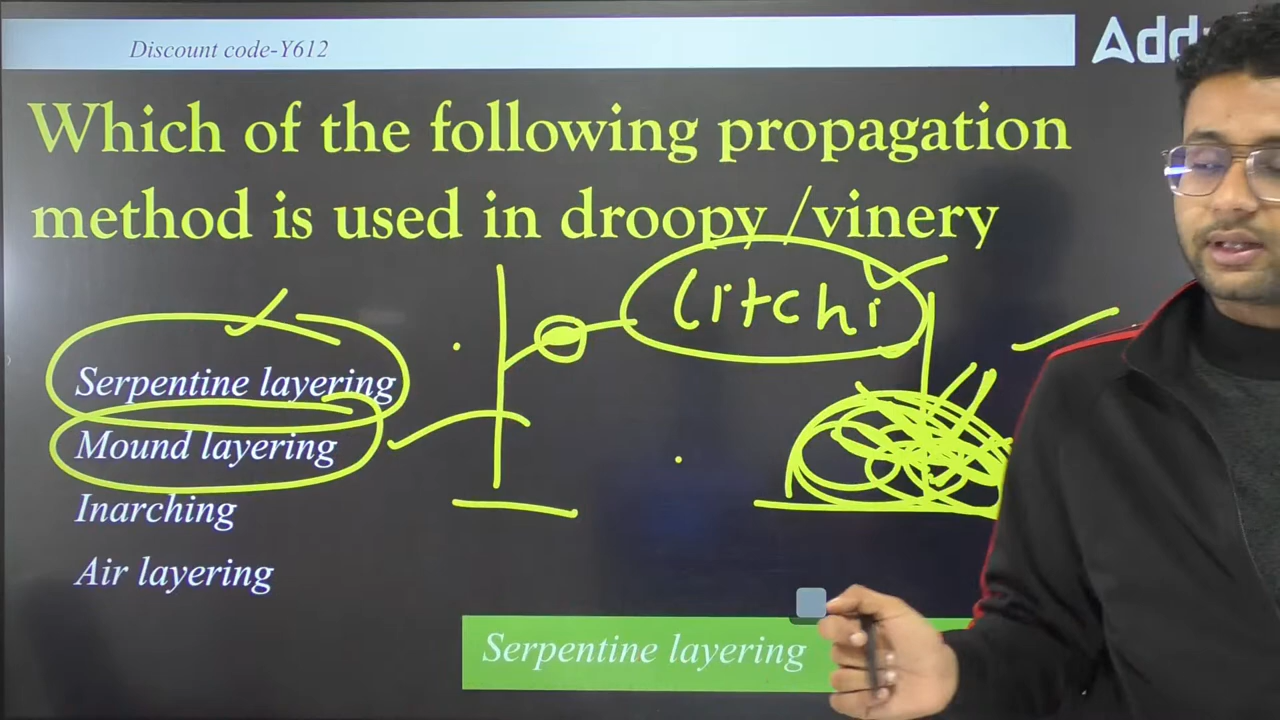 Discount code-Y612
Add
Which of the following propagation
method is used in droopy /vinery
Litchi
Serpentine layering
Mound layering
Inarching
Air layering
Serpentine layering